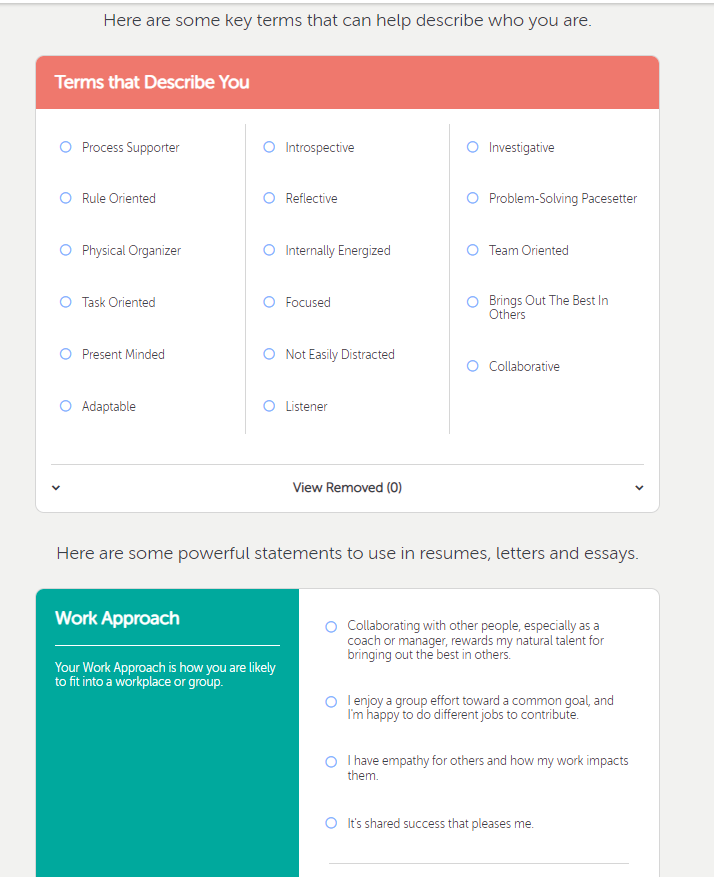 Here are some key terms that can help describe who you are.
Terms that Describe You
Process Supporter
Rule Oriented
Physical Organizer
Task Oriented
Present Minded
Adaptable
Introspective
Reflective
Internally Energized
Focused
Not Easily Distracted
Listener
Investigative
Problem-Solving Pacesetter
Team Oriented
Brings Out The Best In
Others
Collaborative
View Removed (0)
Here are some powerful statements to use in resumes, letters and essays.
Work Approach
Your Work Approach is how you are likely
to fit into a workplace or group.
Collaborating with other people, especially as a
coach or manager, rewards my natural talent for
bringing out the best in others.
I enjoy a group effort toward a common goal, and
I'm happy to do different jobs to contribute.
I have empathy for others and how my work impacts
them.
It's shared success that pleases me.